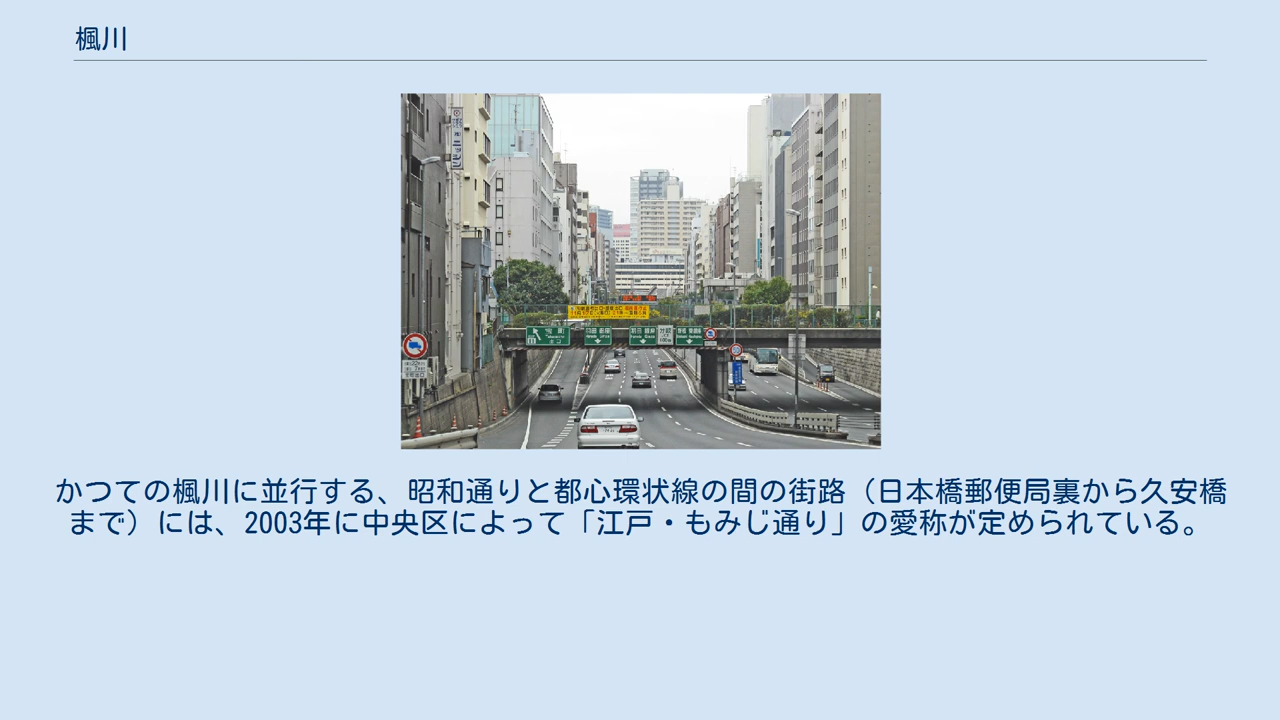 楓川
かつての楓川に並行する、昭和通りと都心環状線の間の街路（日本橋郵便局裏から久安橋
まで）には、2003年に中央区によって「江戸・もみじ通り」の愛称が定められている。